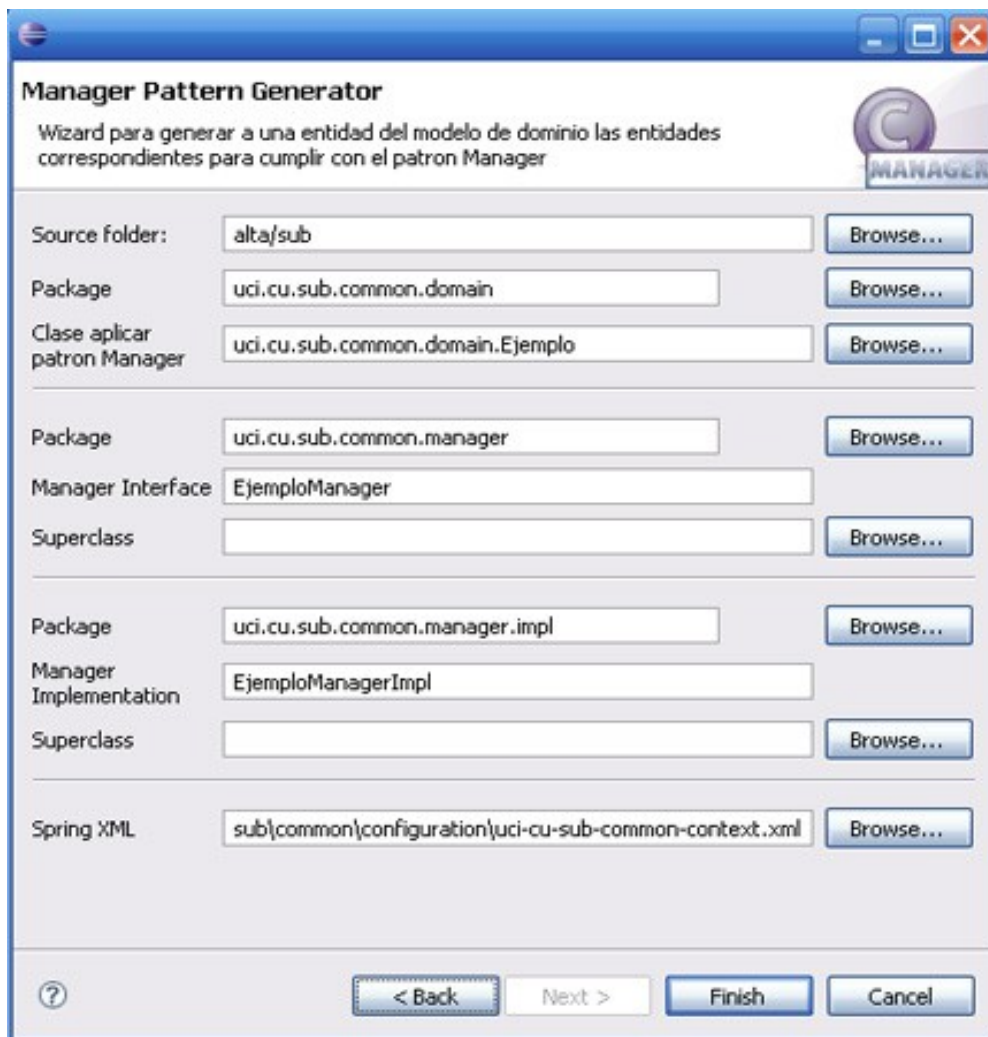 Manager Pattern Generator
Wizard para generar a una entidad del modelo de dominio las entidades
correspondientes para cumplir con el patron Manager
C
MANAGER
Source folder: alta/sub Browse...
Package uci.cu.sub.common.domain Browse...
Clase aplicar
patron Manager uci.cu.sub.common.domain.Ejemplo Browse...
Package uci.cu.sub.common.manager Browse...
Manager Interface EjemploManager
Superclass Browse...
Package uci.cu.sub.common.manager.impl Browse...
Manager
Implementation EjemploManagerImpl
Superclass Browse...
Spring XML sub\common\configuration\uci-cu-sub-common-context.xml Browse...
? < Back Next > Finish Cancel